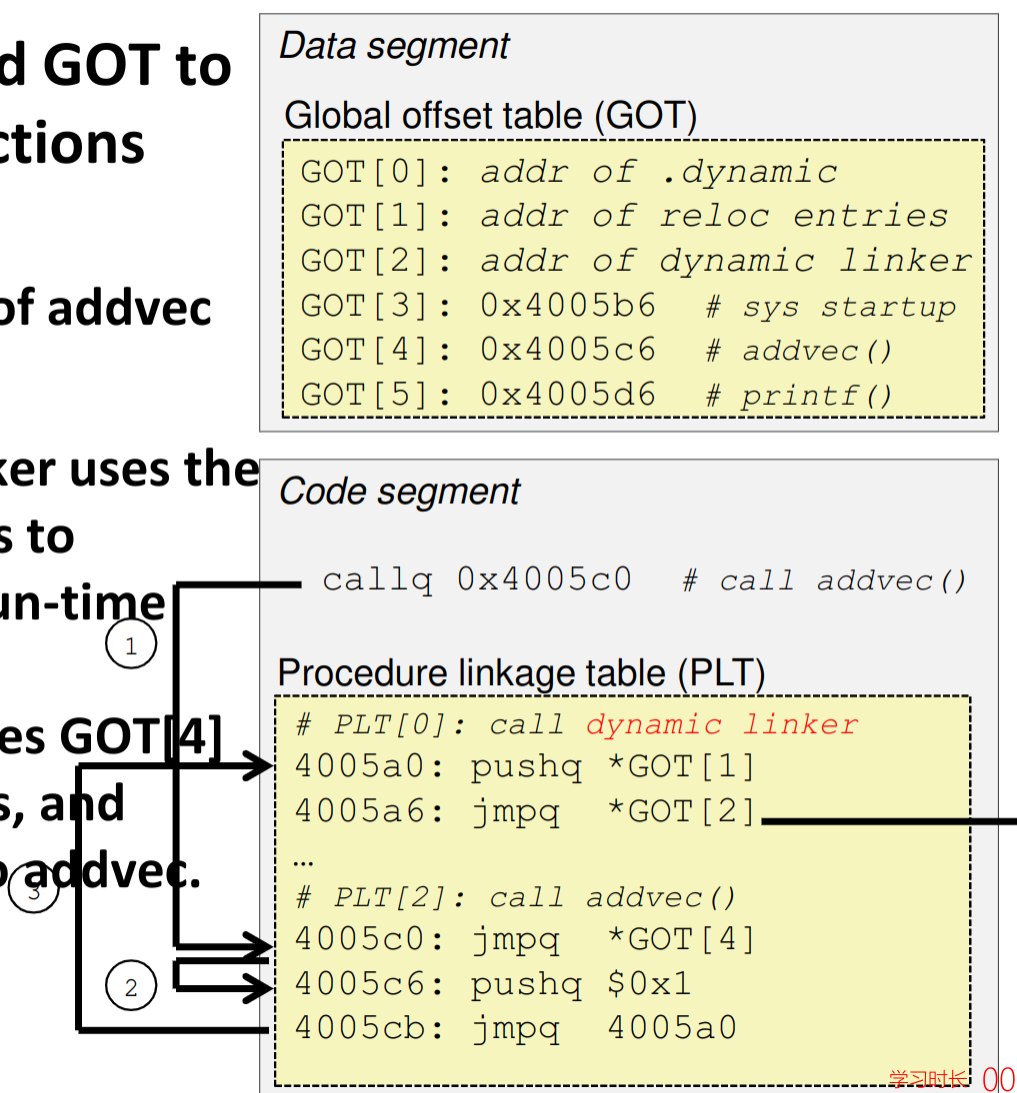 d GOT to
ctions
of addvec
ker uses the
s to
un-time
es GOT[4]
s, and
o addvec.
Data segment
Global offset table (GOT)
GOT[0]: addr of .dynamic
GOT[1]: addr of reloc entries
GOT[2]: addr of dynamic linker
GOT[3]: 0x4005b6 # sys startup
GOT[4]: 0x4005c6 # addvec()
GOT[5]: 0x4005d6 # printf()
Code segment
callq 0x4005c0 # call addvec()
1
Procedure linkage table (PLT)
# PLT[0]: call dynamic linker
4005a0: pushq *GOT[1]
4005a6: jmpq *GOT[2]
…
3
# PLT[2]: call addvec()
4005c0: jmpq *GOT[4]
2
4005c6: pushq $0x1
4005cb: jmpq 4005a0
学习时长 00